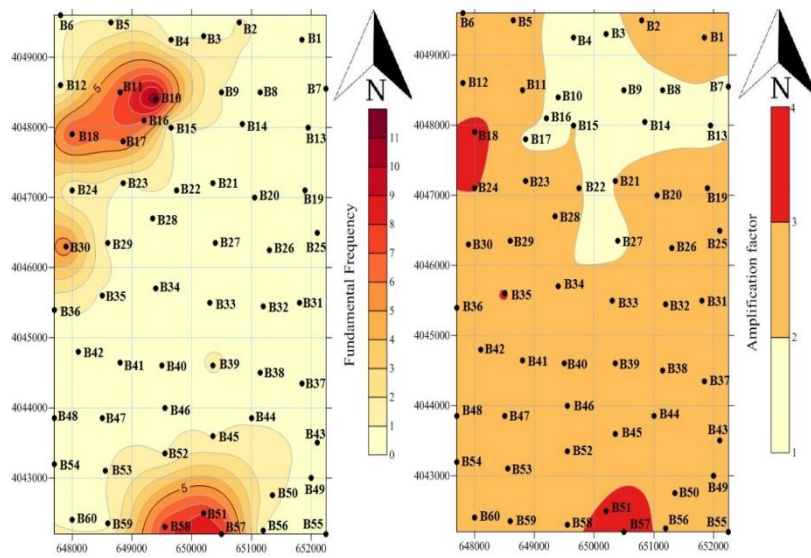 B6 B5 B2
B4 B3 B1
4049000
B12 B11 B10 B9 B8 B7
B16 B15 B14
4048000
B18 B17 B13
B24 B23 B22 B21 B20 B19
4047000
B28
B30 B29 B27 B26 B25
4046000
B36 B35 B34 B33 B32 B31
4045000
B42 B41 B40 B39 B38 B37
4044000
B48 B47 B46 B45 B44 B43
B54 B53 B52
4043000
B60 B59 B58 B51 B57 B50 B56 B49 B55
648000 649000 650000 651000 652000
5
5
N
Fundamental Frequency
11
10
9
8
7
6
5
4
3
2
1
0
B6 B5 B2
B4 B3 B1
4049000
B12 B11 B10 B9 B8 B7
B16 B15 B14
4048000
B18 B17 B13
B24 B23 B22 B21 B20 B19
4047000
B28
B30 B29 B27 B26 B25
4046000
B36 B35 B34 B33 B32 B31
4045000
B42 B41 B40 B39 B38 B37
4044000
B48 B47 B46 B45 B44 B43
B54 B53 B52
4043000
B60 B59 B58 B51 B57 B50 B56 B49 B55
648000 649000 650000 651000 652000
N
Amplification factor
4
3
2
1